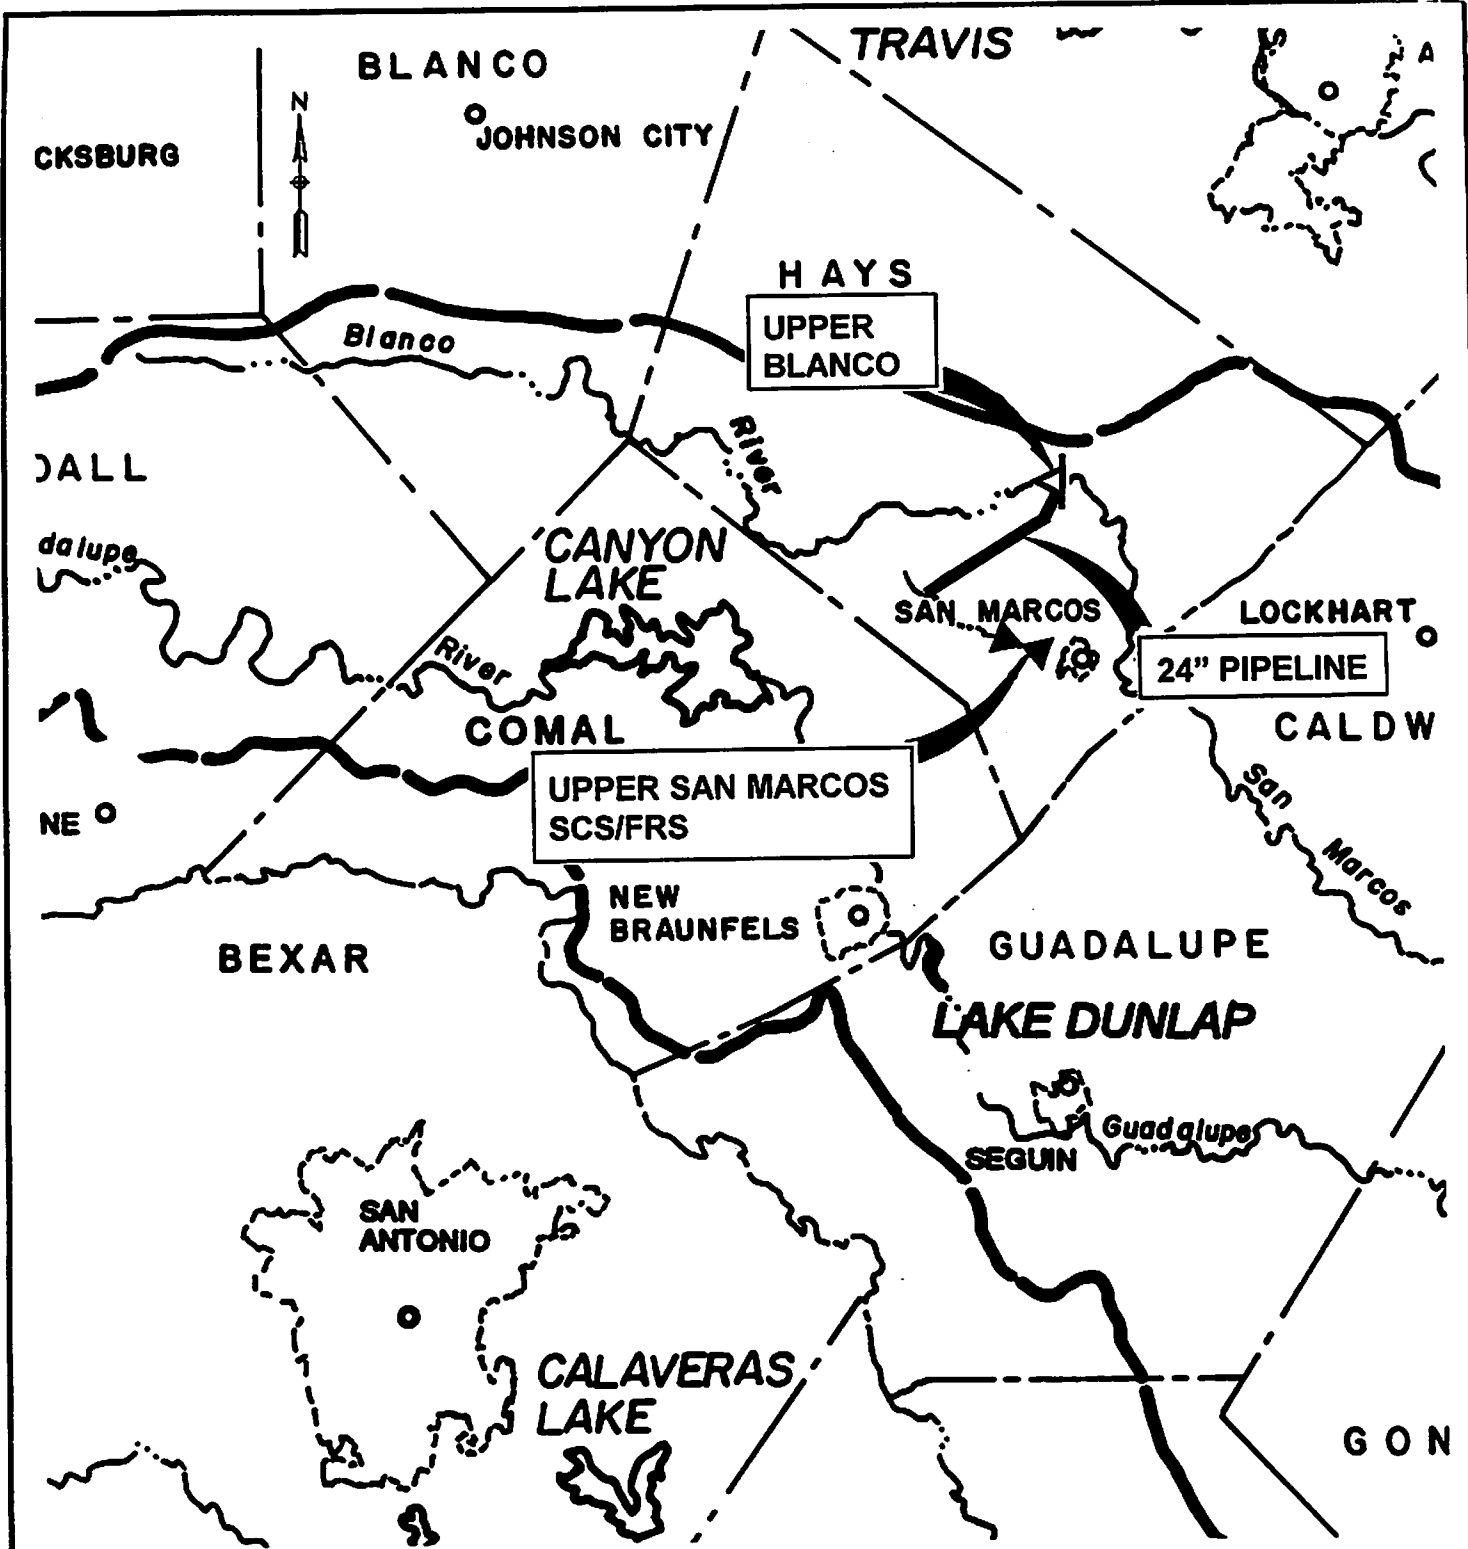 TRAVIS
BLANCO
A
N
JOHNSON CITY
CKSBURG
HAYS
UPPER
BLANCO
Blanco
River
DALL
dalupe
CANYON
LAKE
SAN MARCOS
LOCKHART
River
24” PIPELINE
COMAL
CALDW
UPPER SAN MARCOS
SCS/FRS
San
Marcos
NE
NEW
BRAUNFELS
BEXAR
GUADALUPE
LAKE DUNLAP
Guadalupe
SEGUIN
SAN
ANTONIO
CALAVERAS
LAKE
GON